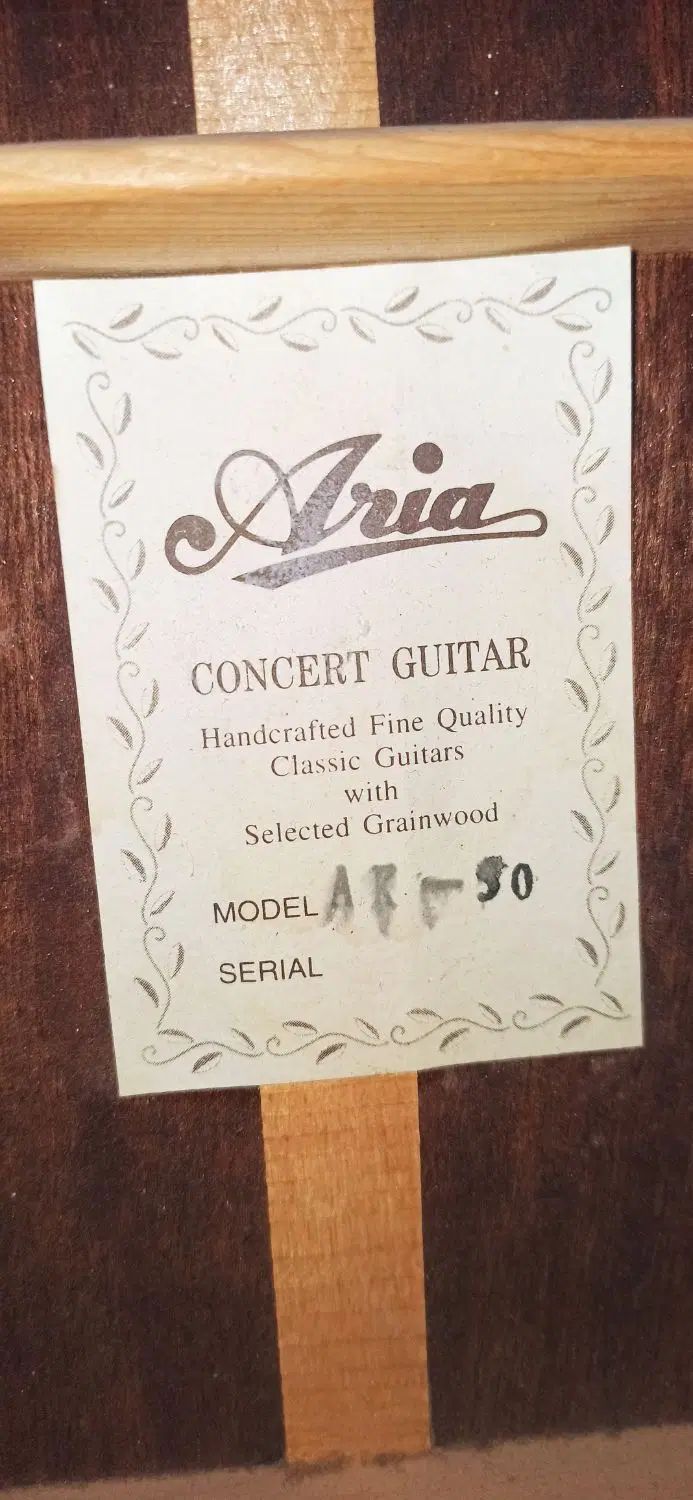 Aria
CONCERT GUITAR
Handcrafted Fine Quality
Classic Guitars
with
Selected Grainwood
MODEL
SERIAL